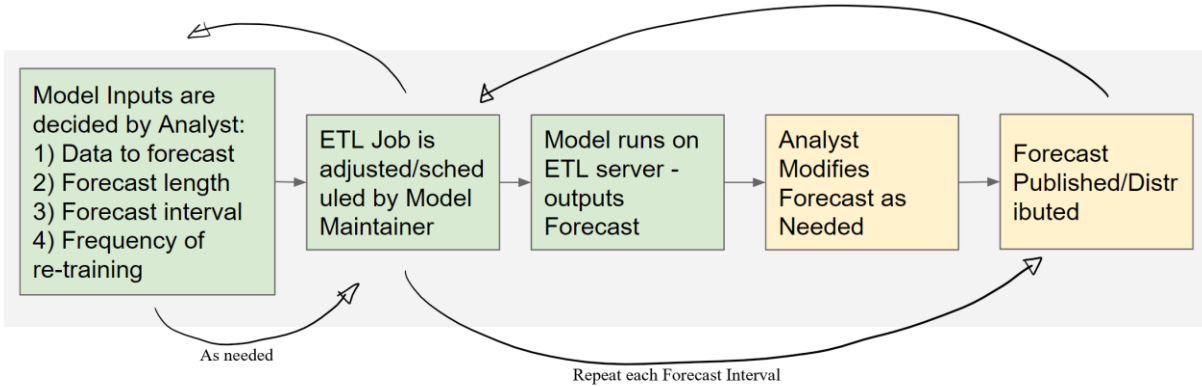 Model Inputs are
decided by Analyst:
1) Data to forecast
2) Forecast length
3) Forecast interval
4) Frequency of
re-training
ETL Job is
adjusted/sched
uled by Model
Maintainer
Model runs on
ETL server -
outputs
Forecast
Analyst
Modifies
Forecast as
Needed
Forecast
Published/Distr
ibuted
As needed
Repeat each Forecast Interval